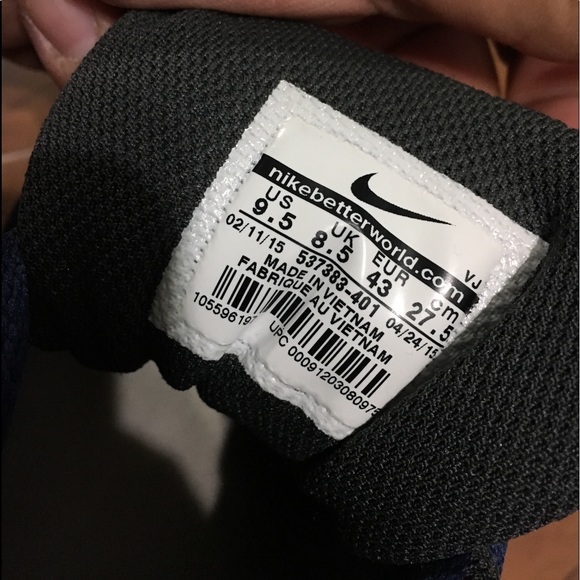 nikebetterworld.com
VJ
US UK EUR cm
9.5 8.5 43 27.5
02/11/15 537383-401 04/24/15
MADE IN VIETNAM
FABRIQUE AU VIETNAM
UPC